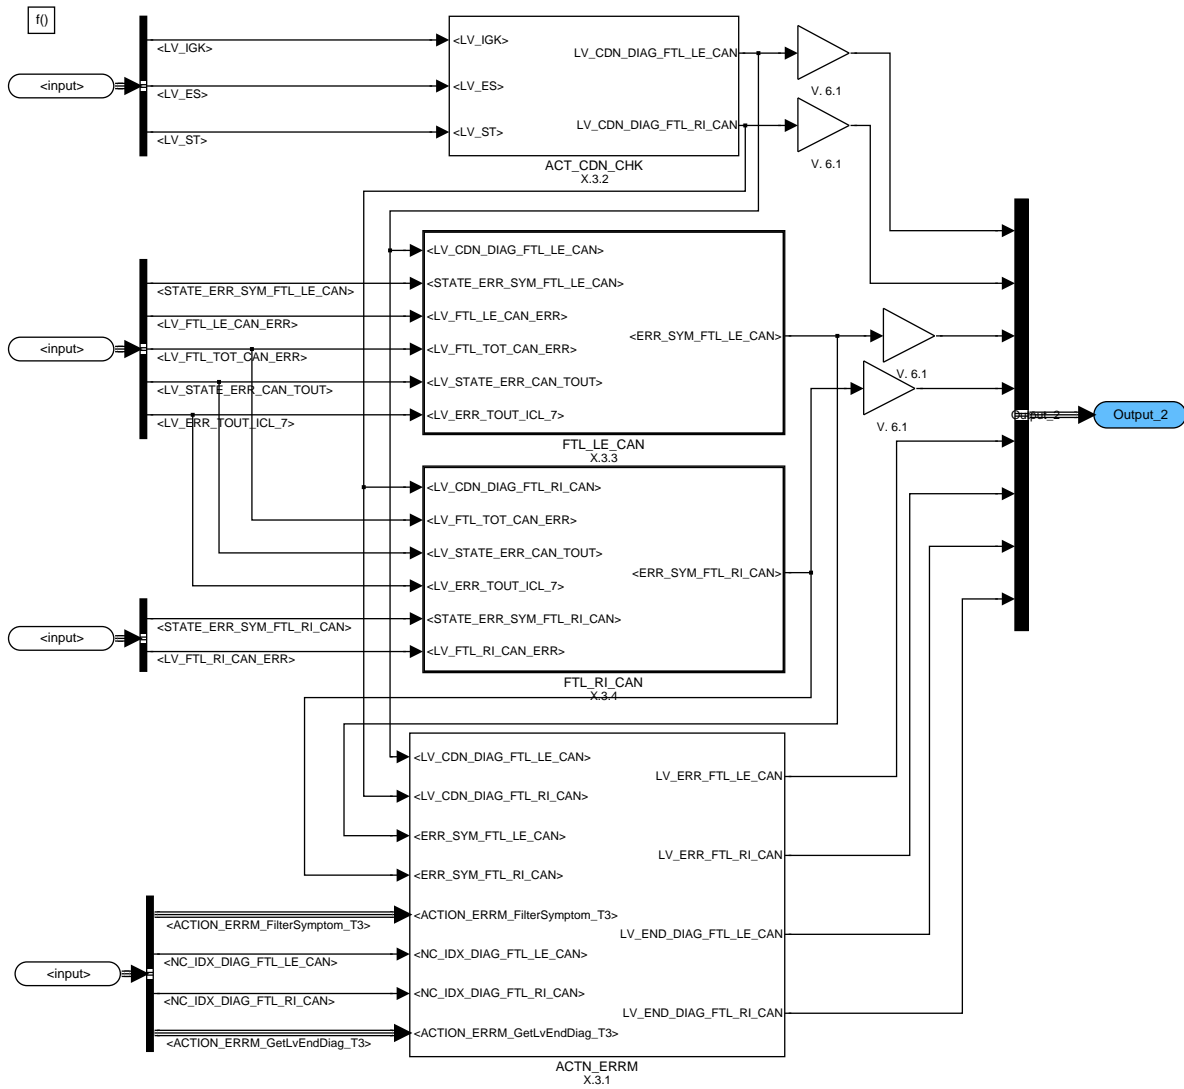 f()
<input>
<LV_IGK>
<LV_ES>
<LV_ST>
<LV_IGK>
<LV_ES>
<LV_ST>
LV_CDN_DIAG_FTL_LE_CAN
LV_CDN_DIAG_FTL_RI_CAN
ACT_CDN_CHK
X.3.2
V. 6.1
V. 6.1
<input>
<STATE_ERR_SYM_FTL_LE_CAN>
<LV_FTL_LE_CAN_ERR>
<LV_FTL_TOT_CAN_ERR>
<LV_STATE_ERR_CAN_TOUT>
<LV_ERR_TOUT_ICL_7>
<LV_CDN_DIAG_FTL_LE_CAN>
<STATE_ERR_SYM_FTL_LE_CAN>
<LV_FTL_LE_CAN_ERR>
<LV_FTL_TOT_CAN_ERR>
<LV_STATE_ERR_CAN_TOUT>
<LV_ERR_TOUT_ICL_7>
<ERR_SYM_FTL_LE_CAN>
FTL_LE_CAN
X.3.3
V. 6.1
V. 6.1
Output_2
Output_2
<LV_CDN_DIAG_FTL_RI_CAN>
<LV_FTL_TOT_CAN_ERR>
<LV_STATE_ERR_CAN_TOUT>
<LV_ERR_TOUT_ICL_7>
<STATE_ERR_SYM_FTL_RI_CAN>
<LV_FTL_RI_CAN_ERR>
<ERR_SYM_FTL_RI_CAN>
FTL_RI_CAN
X.3.4
<input>
<STATE_ERR_SYM_FTL_RI_CAN>
<LV_FTL_RI_CAN_ERR>
<LV_CDN_DIAG_FTL_LE_CAN>
<LV_CDN_DIAG_FTL_RI_CAN>
<ERR_SYM_FTL_LE_CAN>
<ERR_SYM_FTL_RI_CAN>
<ACTION_ERRM_FilterSymptom_T3>
<NC_IDX_DIAG_FTL_LE_CAN>
<NC_IDX_DIAG_FTL_RI_CAN>
<ACTION_ERRM_GetLvEndDiag_T3>
LV_ERR_FTL_LE_CAN
LV_ERR_FTL_RI_CAN
LV_END_DIAG_FTL_LE_CAN
LV_END_DIAG_FTL_RI_CAN
ACTN_ERRM
X.3.1
<input>
<ACTION_ERRM_FilterSymptom_T3>
<NC_IDX_DIAG_FTL_LE_CAN>
<NC_IDX_DIAG_FTL_RI_CAN>
<ACTION_ERRM_GetLvEndDiag_T3>